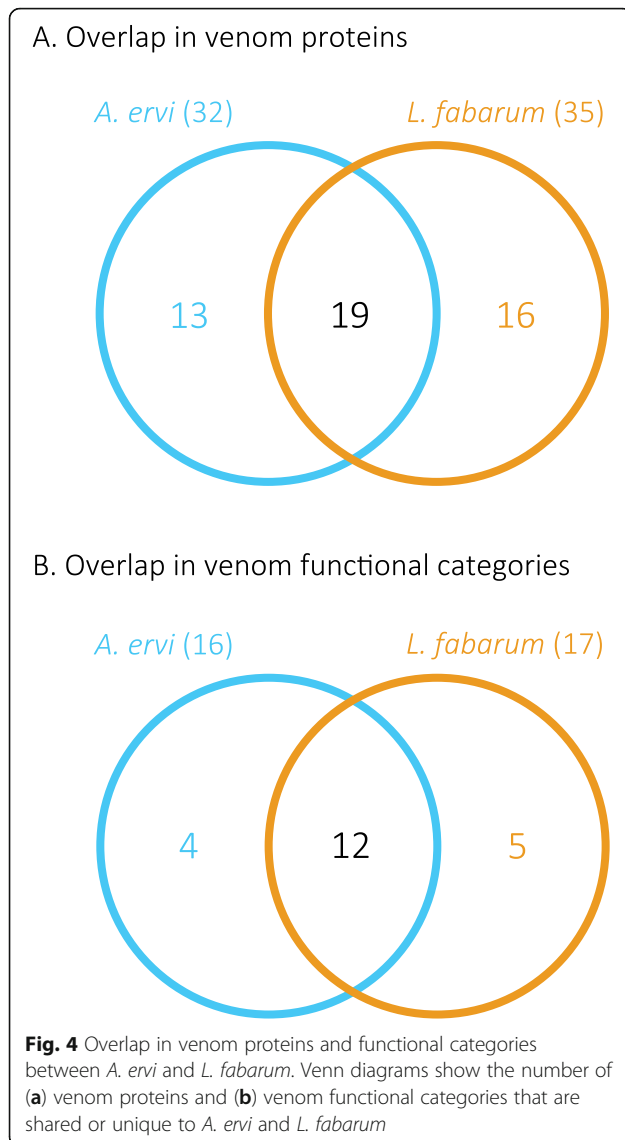 A. Overlap in venom proteins
A. ervi (32) L. fabarum (35)
13 19 16
B. Overlap in venom functional categories
A. ervi (16) L. fabarum (17)
4 12 5
Fig. 4 Overlap in venom proteins and functional categories
between A. ervi and L. fabarum. Venn diagrams show the number of
(a) venom proteins and (b) venom functional categories that are
shared or unique to A. ervi and L. fabarum